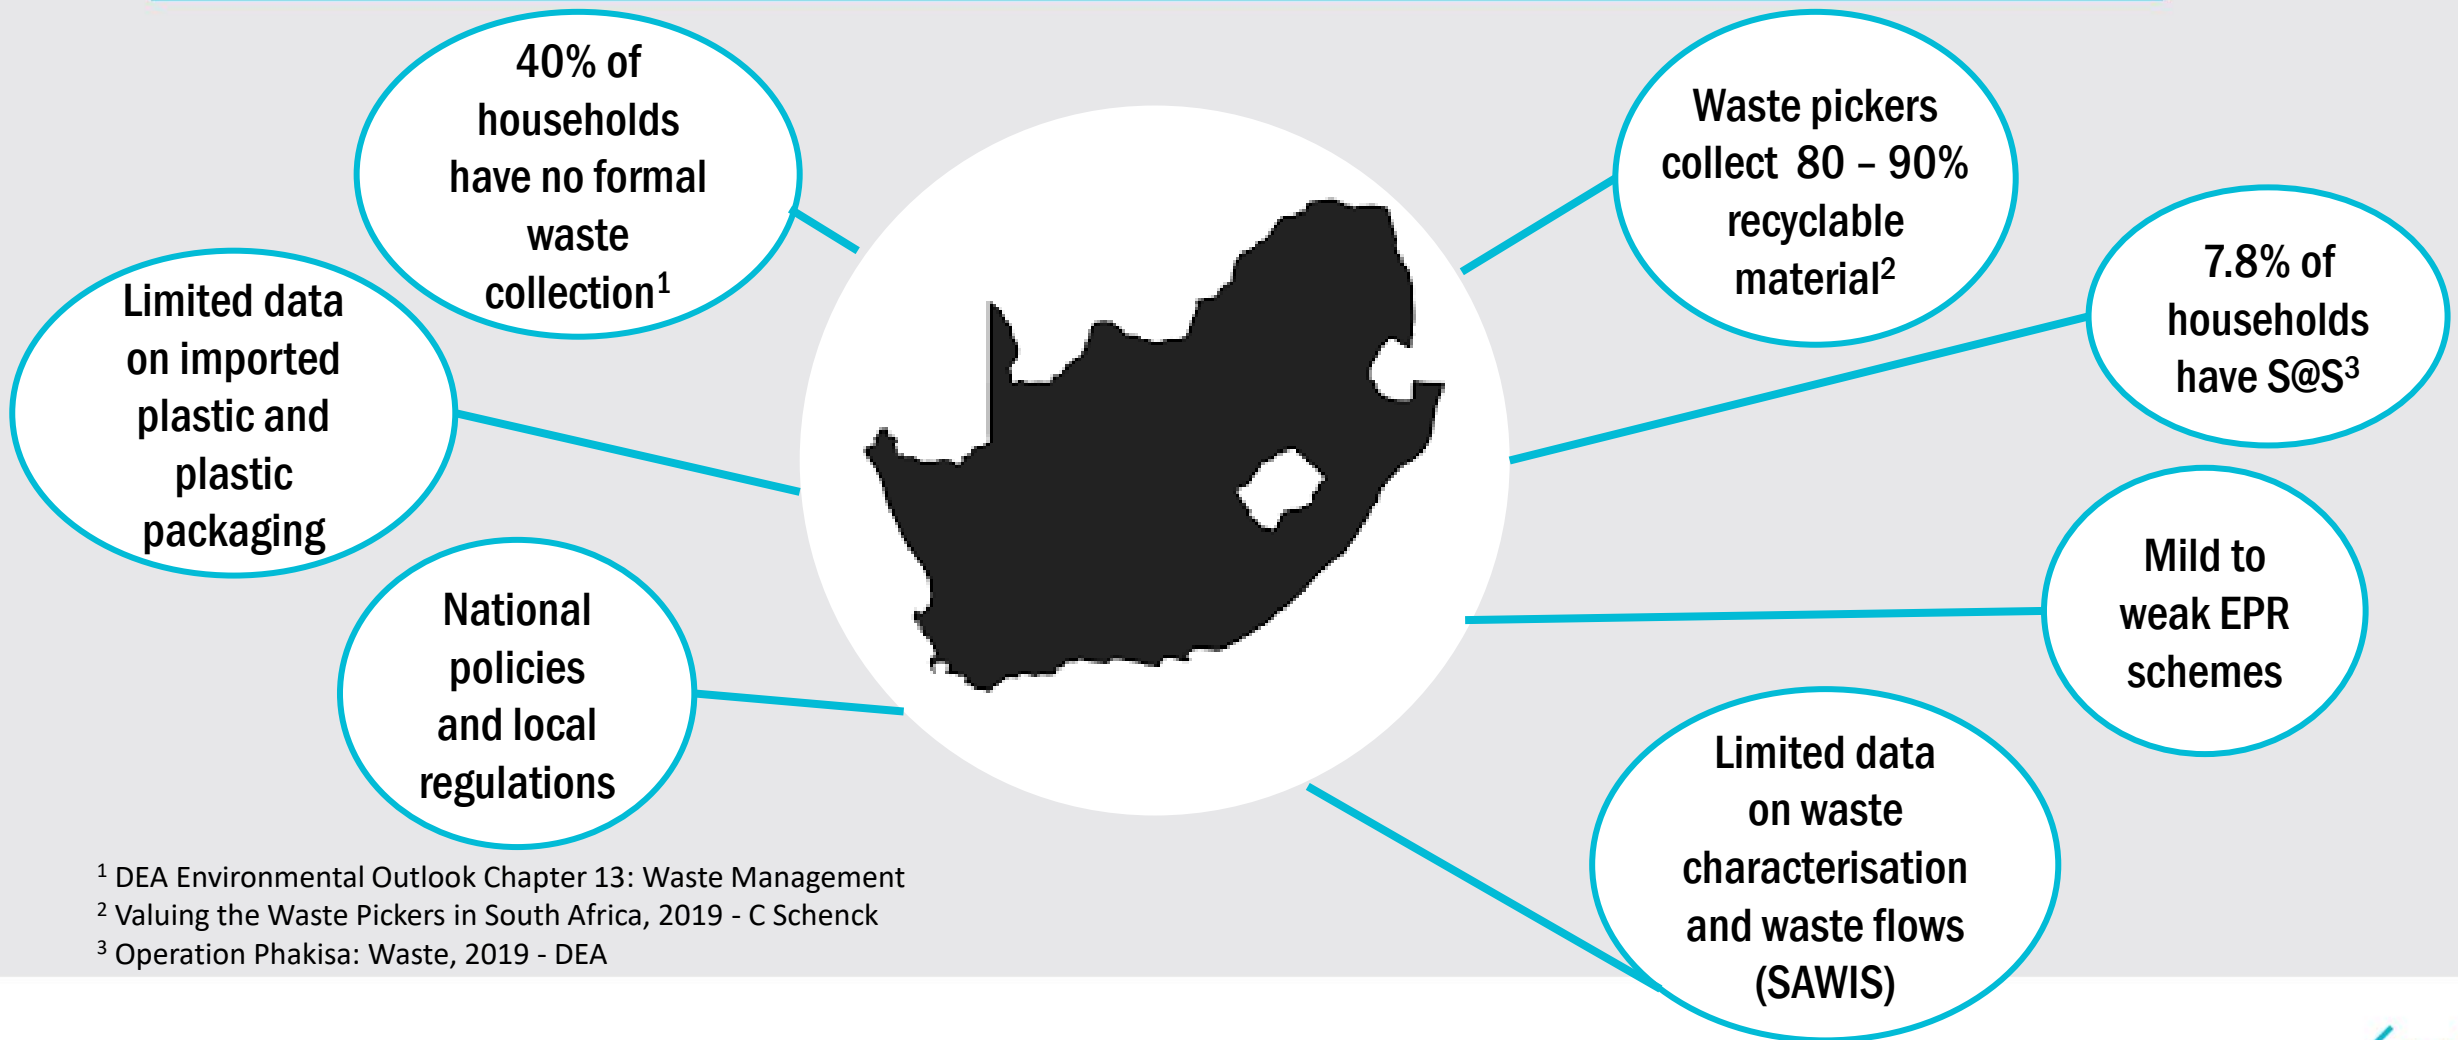 40% of
households
have no formal
waste
collection¹
Waste pickers
collect 80 – 90%
recyclable
material²
7.8% of
households
have S@S³
Limited data
on imported
plastic and
plastic
packaging
Mild to
weak EPR
schemes
National
policies
and local
regulations
Limited data
on waste
characterisation
and waste flows
(SAWIS)
¹ DEA Environmental Outlook Chapter 13: Waste Management
² Valuing the Waste Pickers in South Africa, 2019 - C Schenck
³ Operation Phakisa: Waste, 2019 - DEA